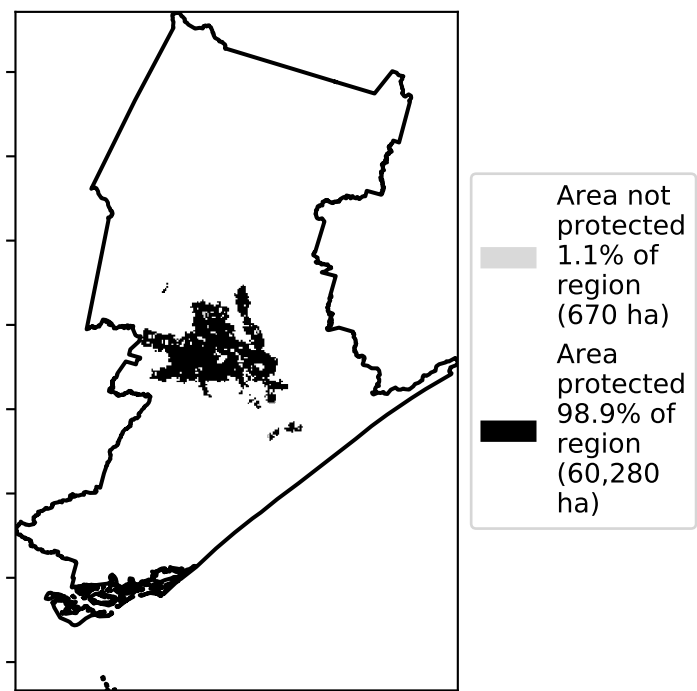 Area not
protected
1.1% of
region
(670 ha)
Area
protected
98.9% of
region
(60,280
ha)